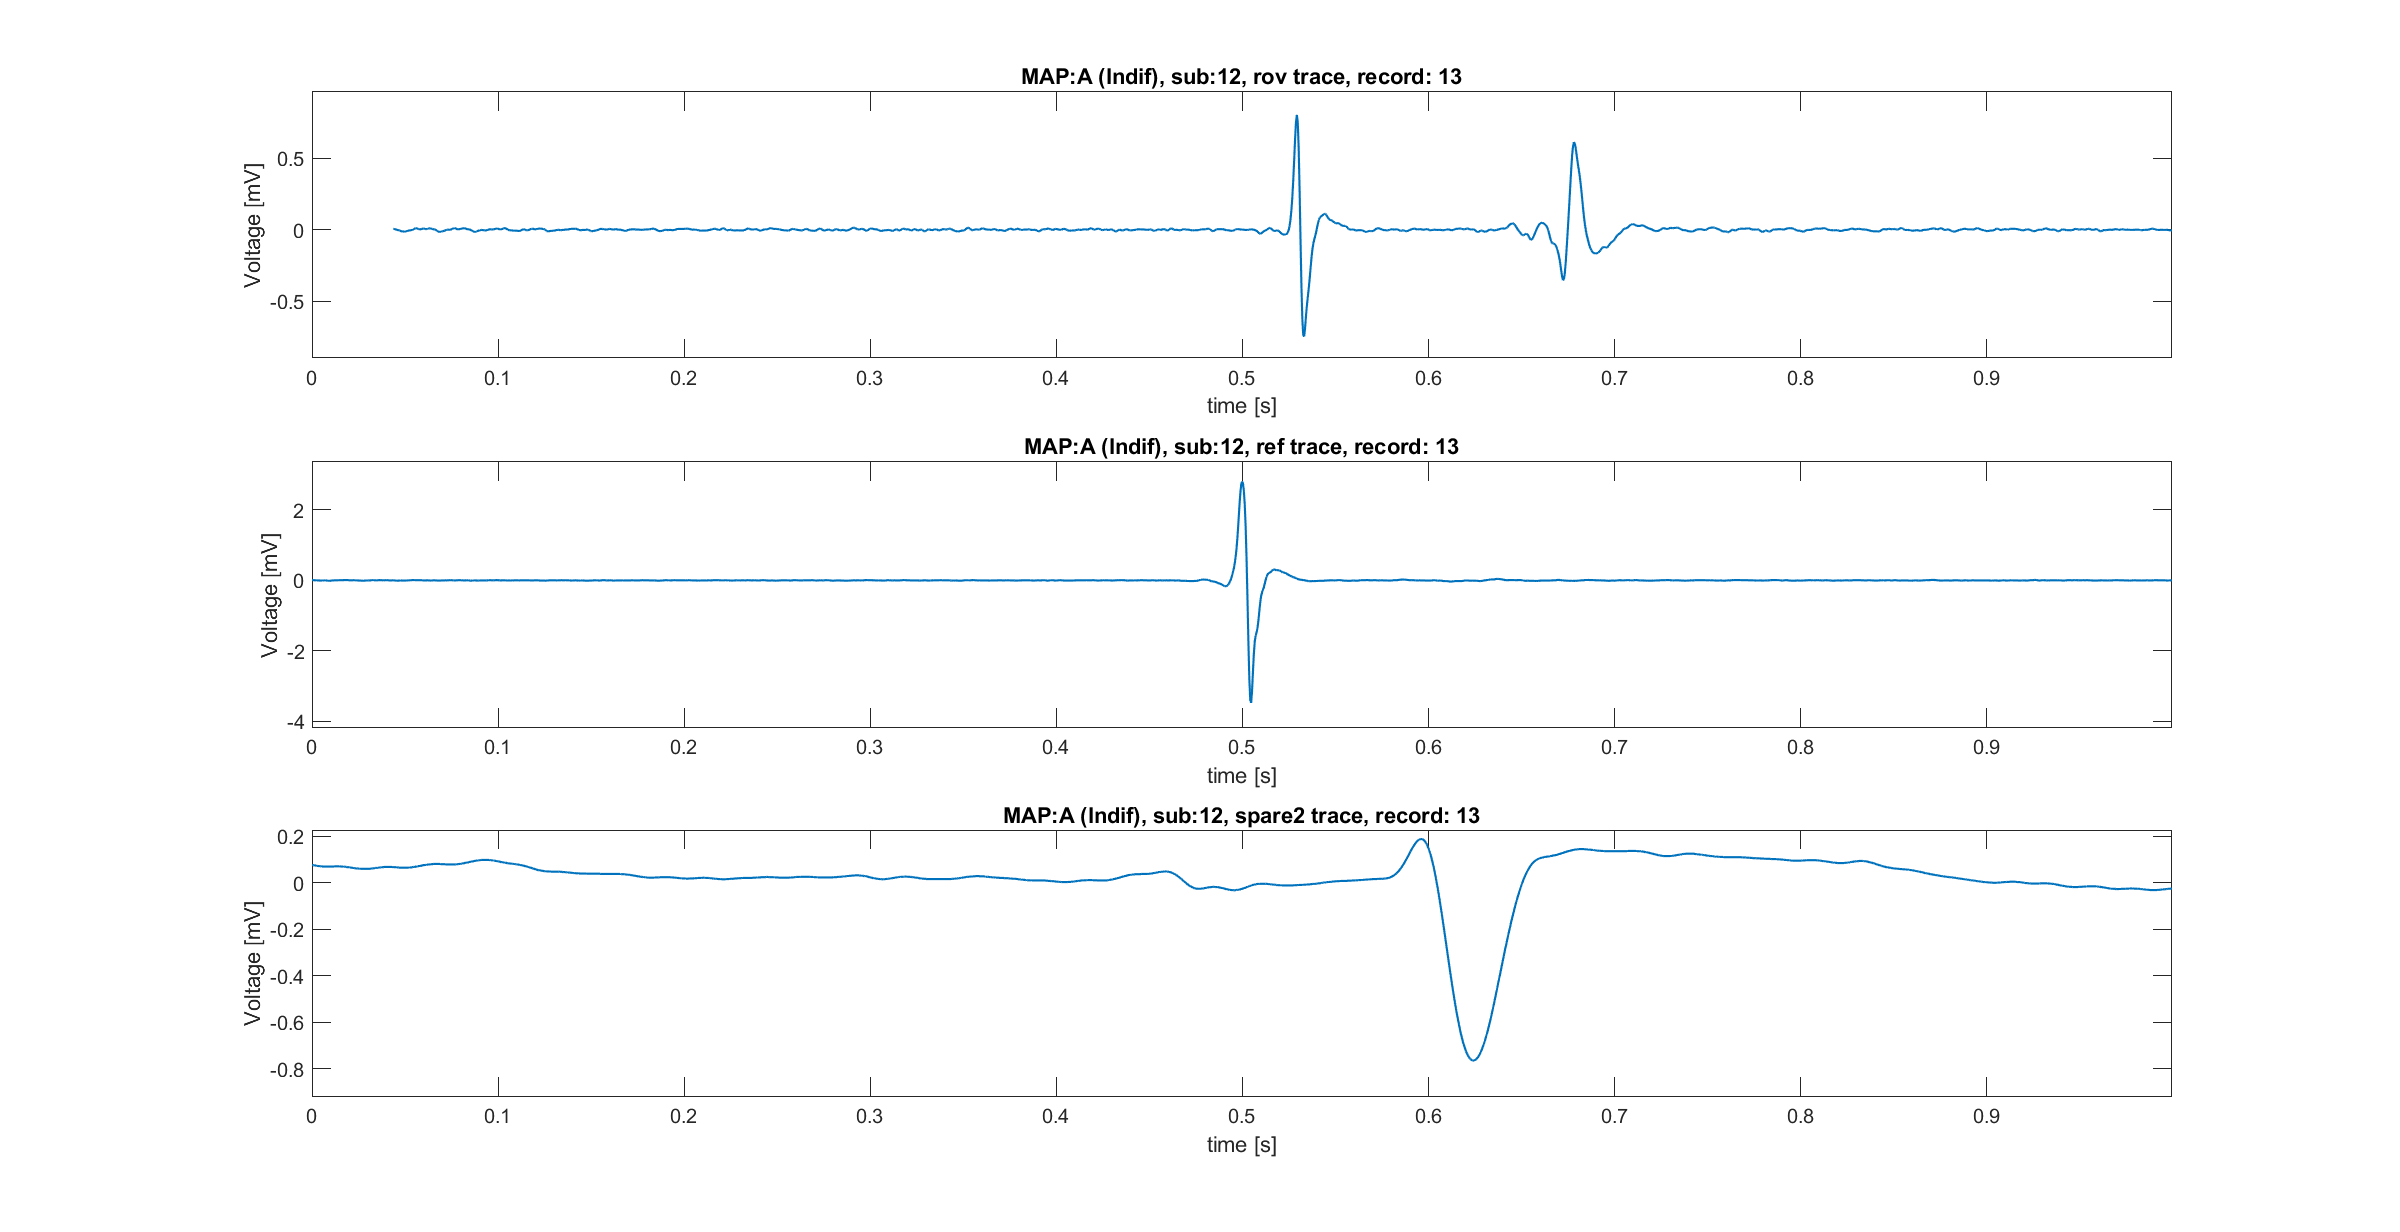 MAP:A (Indif), sub:12, rov trace, record: 13
0.5
0
-0.5
Voltage [mV]
0 0.1 0.2 0.3 0.4 0.5 0.6 0.7 0.8 0.9
time [s]
MAP:A (Indif), sub:12, ref trace, record: 13
2
0
-2
-4
Voltage [mV]
0 0.1 0.2 0.3 0.4 0.5 0.6 0.7 0.8 0.9
time [s]
MAP:A (Indif), sub:12, spare2 trace, record: 13
0.2
0
-0.2
-0.4
-0.6
-0.8
Voltage [mV]
0 0.1 0.2 0.3 0.4 0.5 0.6 0.7 0.8 0.9
time [s]